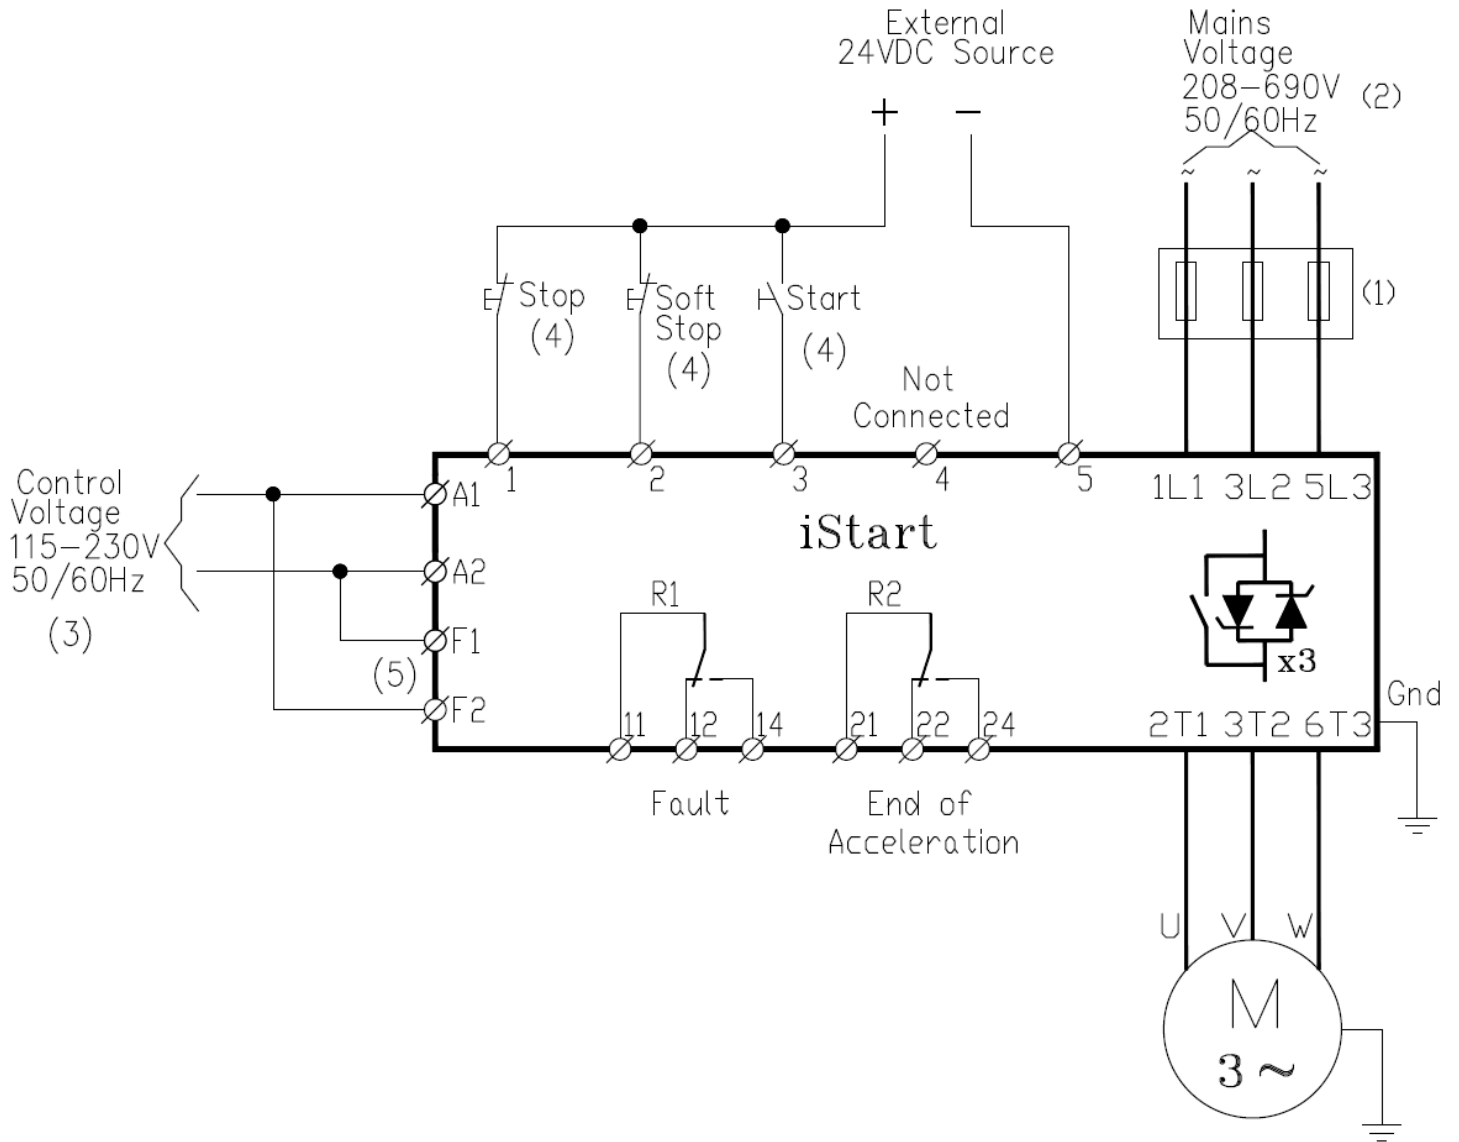 External
24VDC Source
+ −
Mains
Voltage
208-690V (2)
50/60Hz
~ ~ ~
(1)
Stop
(4)
Soft
Stop
(4)
Start
(4)
Not
Connected
1 2 3 4 5
1L1 3L2 5L3
Control
Voltage
115-230V
50/60Hz
(3)
A1
A2
F1
(5)
F2
iStart
R1 R2
x3
Gnd
11 12 14 21 22 24
2T1 3T2 6T3
Fault
End of
Acceleration
U V W
M
3 ~